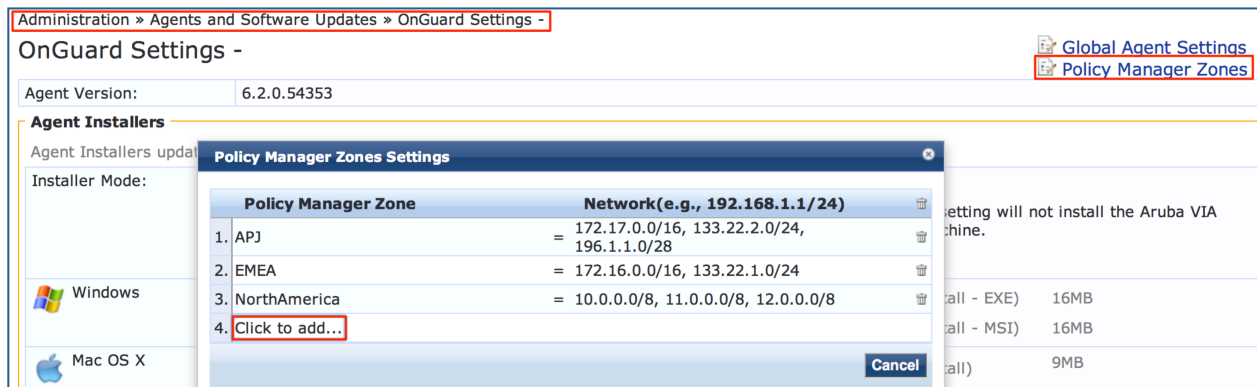 Administration » Agents and Software Updates » OnGuard Settings -
OnGuard Settings -
Global Agent Settings
Policy Manager Zones
Agent Version: 6.2.0.54353
Agent Installers
Agent Installers updat
Installer Mode:
Policy Manager Zones Settings
Policy Manager Zone Network(e.g., 192.168.1.1/24)
1. APJ = 172.17.0.0/16, 133.22.2.0/24,
196.1.1.0/28
2. EMEA = 172.16.0.0/16, 133.22.1.0/24
3. NorthAmerica = 10.0.0.0/8, 11.0.0.0/8, 12.0.0.0/8
4. Click to add...
Cancel
etting will not install the Aruba VIA
chine.
Windows
tall - EXE) 16MB
tall - MSI) 16MB
Mac OS X
tall) 9MB